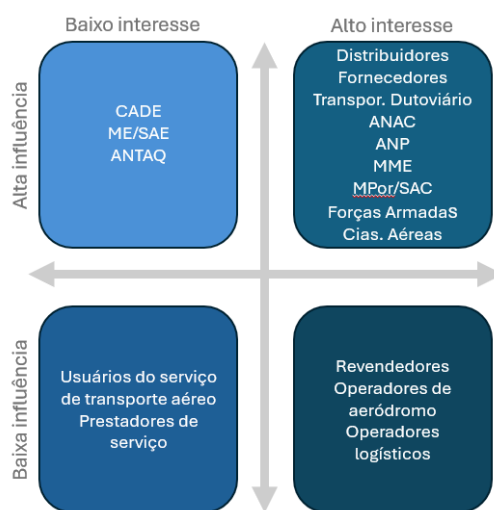 Baixo interesse
Alto interesse
Alta influência
CADE
ME/SAE
ANTAQ
Distribuidores
Fornecedores
Transpor. Dutoviário
ANAC
ANP
MME
MPor/SAC
Forças Armadas
Cias. Aéreas
Baixa influência
Usuários do serviço
de transporte aéreo
Prestadores de
serviço
Revendedores
Operadores de
aeródromo
Operadores
logísticos